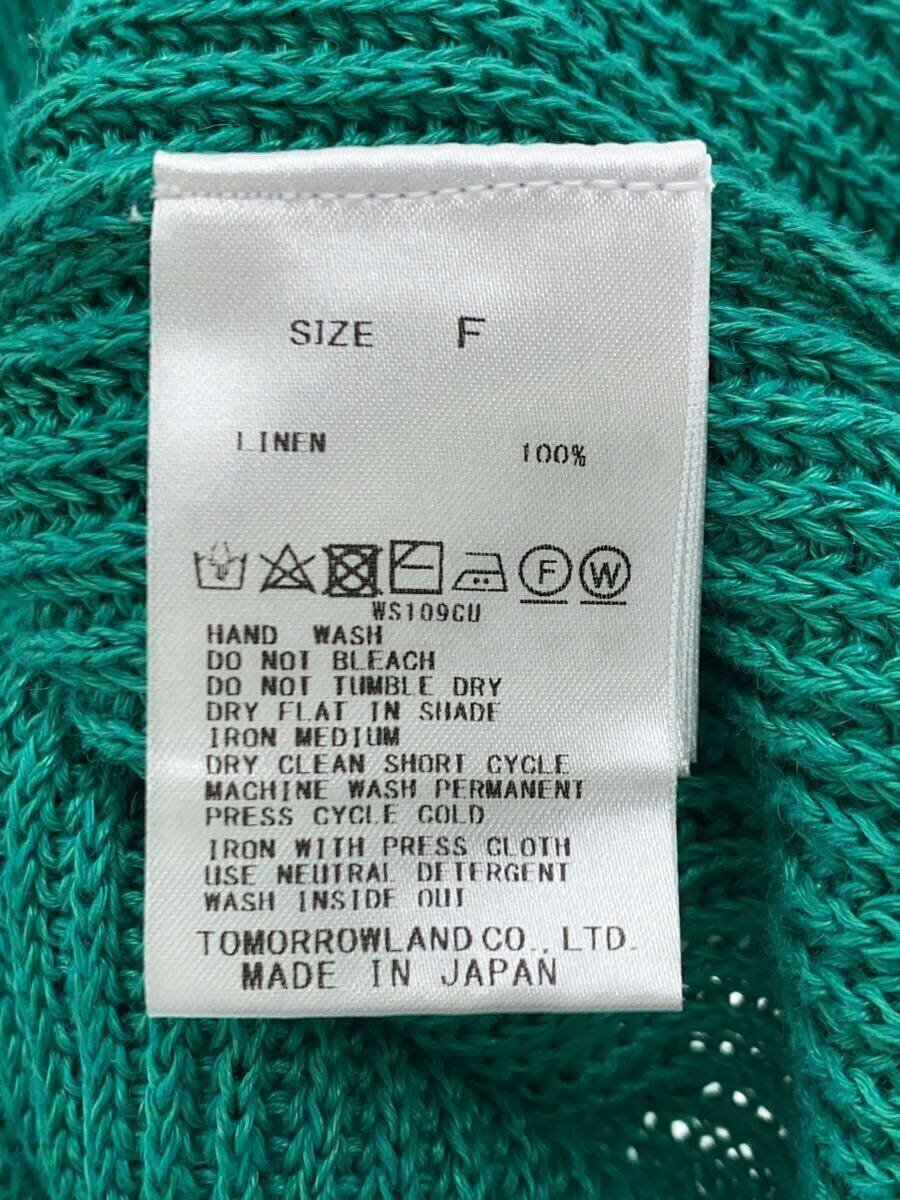 SIZE F
LINEN 100%
F W
WS109CU
HAND WASH
DO NOT BLEACH
DO NOT TUMBLE DRY
DRY FLAT IN SHADE
IRON MEDIUM
DRY CLEAN SHORT CYCLE
MACHINE WASH PERMANENT
PRESS CYCLE COLD
IRON WITH PRESS CLOTH
USE NEUTRAL DETERGENT
WASH INSIDE OUT
TOMORROWLAND CO., LTD.
MADE IN JAPAN